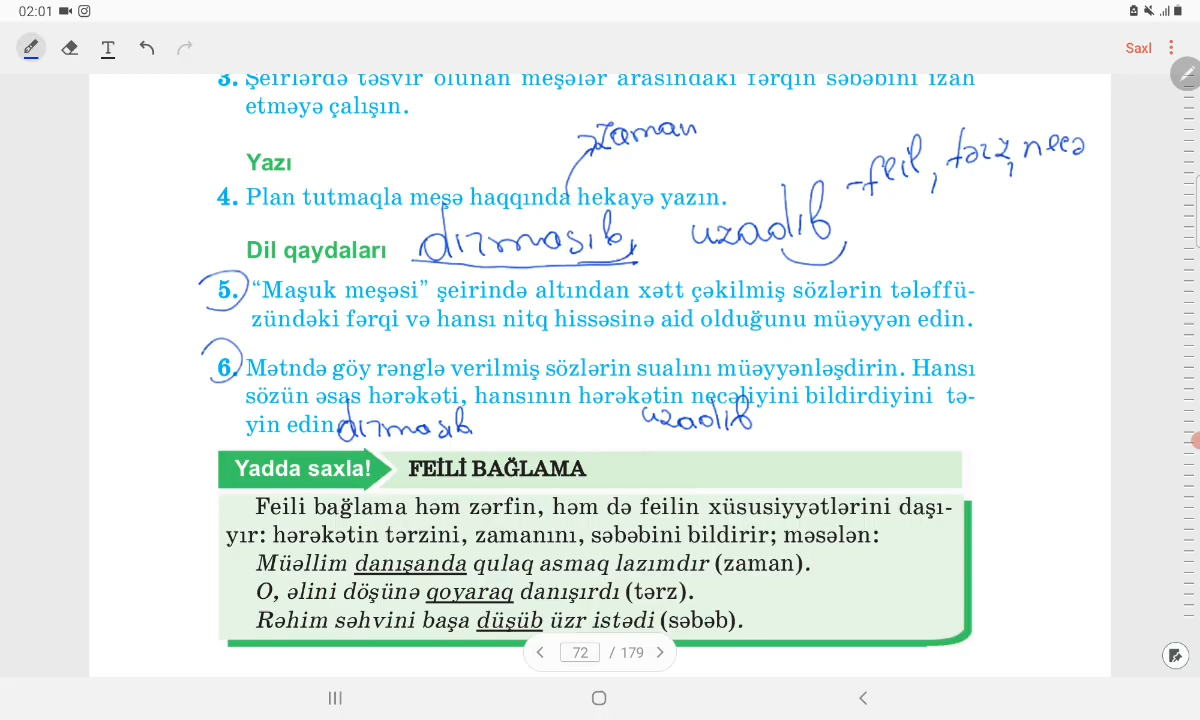 02:01
T
Saxl
3. Şeirlərdə təsvir olunan meşələr arasındakı fərqin səbəbini izah
etməyə çalışın.
zaman
-feil, tərz, necə
Yazı
4. Plan tutmaqla meşə haqqında hekayə yazın.
dırmaşıb, uzadıb
Dil qaydaları
5. “Maşuk meşəsi” şeirində altından xətt çəkilmiş sözlərin tələffü-
zündəki fərqi və hansı nitq hissəsinə aid olduğunu müəyyən edin.
6. Mətndə göy rənglə verilmiş sözlərin sualını müəyyənləşdirin. Hansı
sözün əsas hərəkəti, hansının hərəkətin necəliyini bildirdiyini tə-
yin edin.
dırmaşıb uzadıb
Yadda saxla! FEİLİ BAĞLAMA
Feili bağlama həm zərfin, həm də feilin xüsusiyyətlərini daşı-
yır: hərəkətin tərzini, zamanını, səbəbini bildirir; məsələn:
Müəllim danışanda qulaq asmaq lazımdır (zaman).
O, əlini döşünə qoyaraq danışırdı (tərz).
Rəhim səhvini başa düşüb üzr istədi (səbəb).
72 / 179